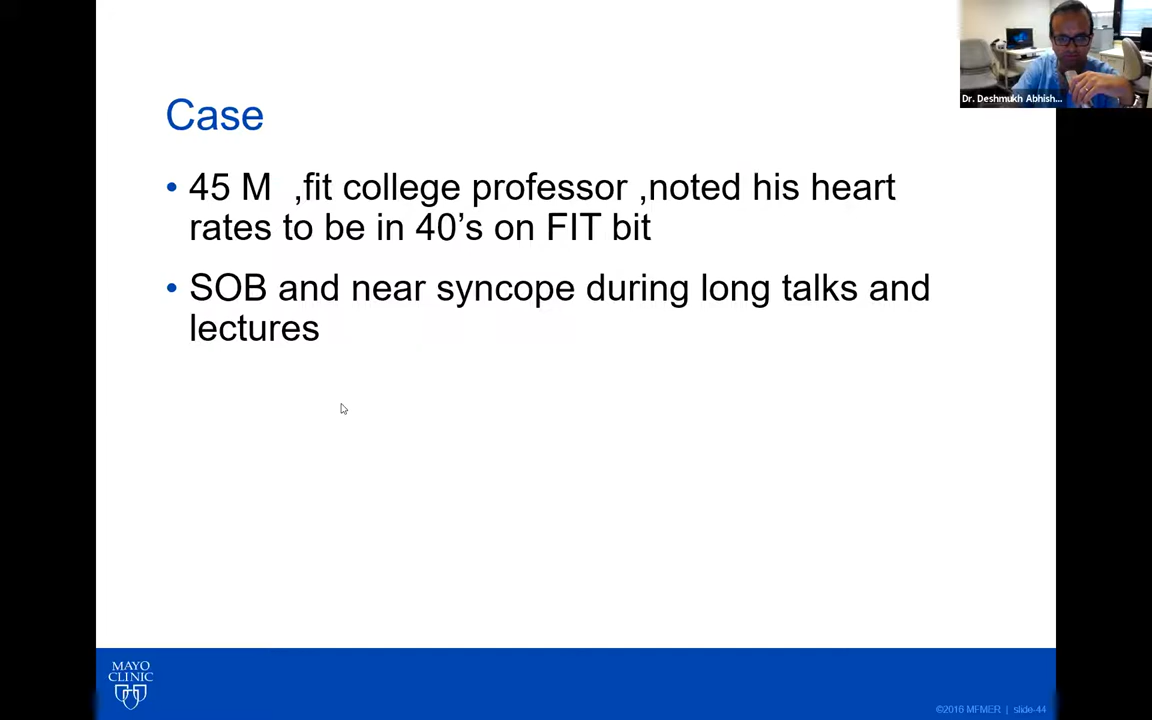 Dr. Deshmukh Abhish...
Case
• 45 M ,fit college professor ,noted his heart
rates to be in 40's on FIT bit
• SOB and near syncope during long talks and
lectures
MAYO
CLINIC
©2016 MFMER | slide-44